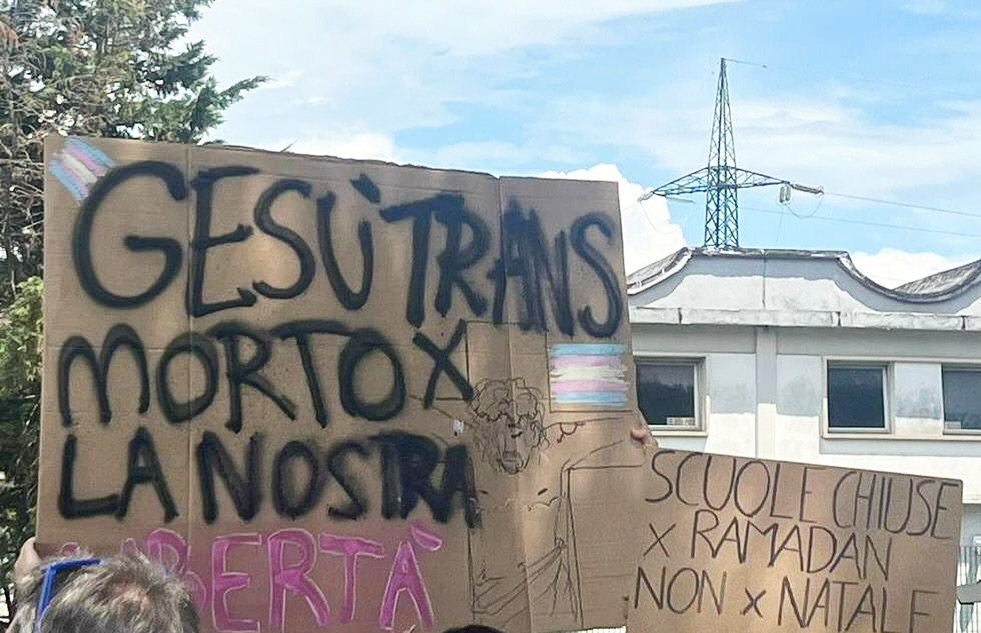 GESÙ TRANS
MORTO X
LA NOSTRA
LIBERTÀ
SCUOLE CHIUSE
X RAMADAN
NON X NATALE